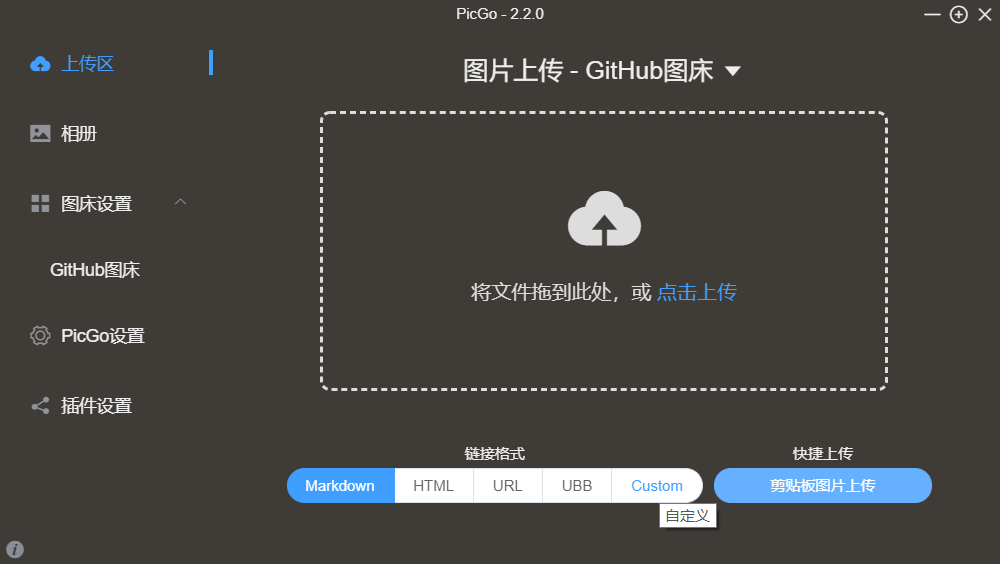 PicGo - 2.2.0
上传区
图片上传 - GitHub图床
相册
图床设置
GitHub图床
将文件拖到此处，或 点击上传
PicGo设置
插件设置
链接格式
快捷上传
Markdown HTML URL UBB Custom
剪贴板图片上传
自定义